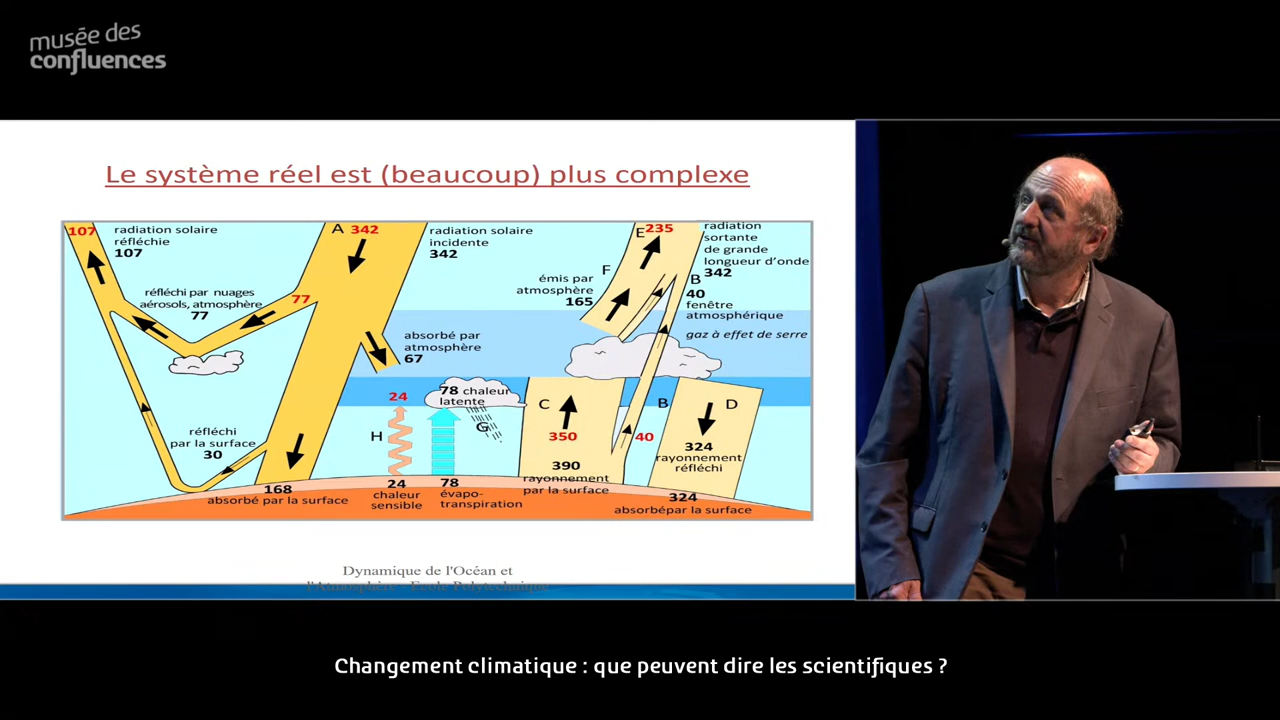 musée des
confluences
Le système réel est (beaucoup) plus complexe
107
radiation solaire
réfléchie
107
A 342
radiation solaire
incidente
342
E 235
radiation
sortante
de grande
longueur d'onde
342
F
émis par
atmosphère
165
B
40
fenêtre
atmosphérique
gaz à effet de serre
réfléchi par nuages
aérosols, atmosphère
77
77
absorbé par
atmosphère
67
24
78 chaleur
latente
G
H
C
350
390
rayonnement
par la surface
B
40
D
324
rayonnement
réfléchi
324
absorbépar la surface
réfléchi
par la surface
30
168
absorbé par la surface
24
chaleur
sensible
78
évapo-
transpiration
Dynamique de l'Océan et
l'Atmosphère - Ecole Polytechnique
Changement climatique : que peuvent dire les scientifiques ?